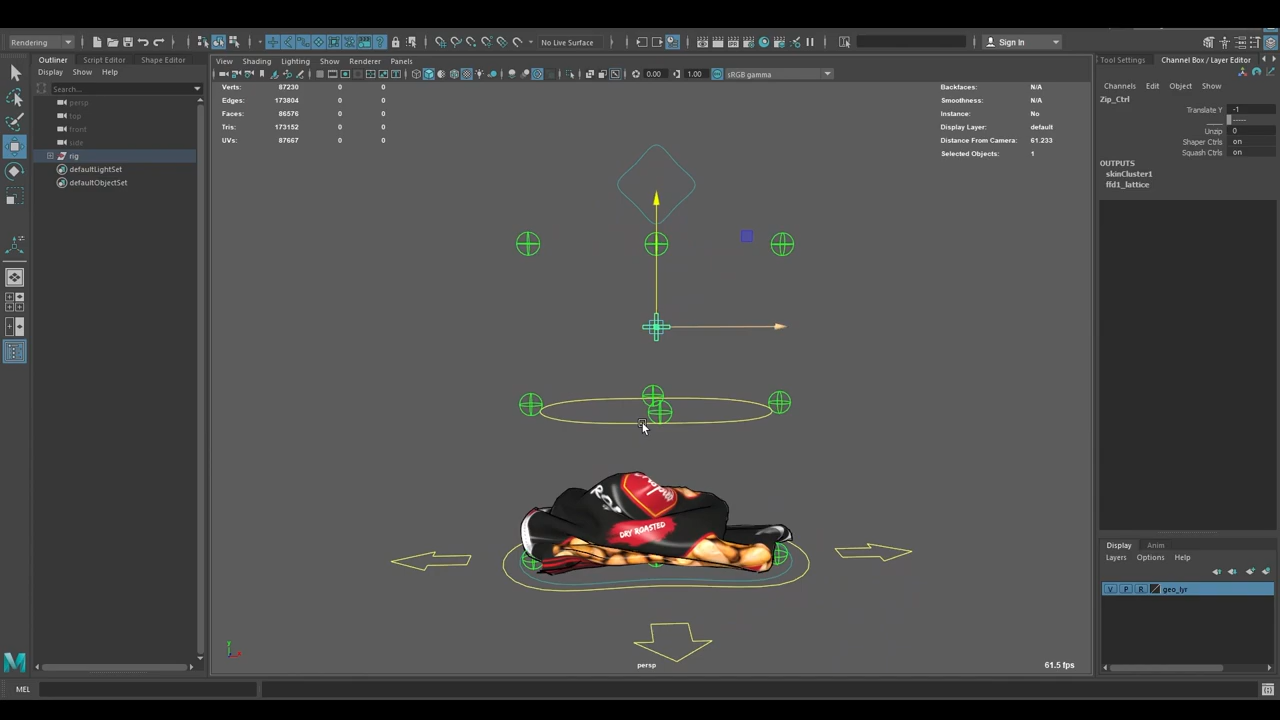 Rendering
No Live Surface
Sign In
Outliner
Script Editor
Shape Editor
Tool Settings
Channel Box / Layer Editor
Display
Show
Help
View
Shading
Lighting
Show
Renderer
Panels
Channels
Edit
Object
Show
Search...
0.00
1.00
sRGB gamma
persp
top
front
side
rig
defaultLightSet
defaultObjectSet
Verts: 87230 0 0
Edges: 173804 0 0
Faces: 86576 0 0
Tris: 173152 0 0
UVs: 87667 0 0
Backfaces: N/A
Smoothness: N/A
Instance: No
Display Layer: default
Distance From Camera: 61.233
Selected Objects: 1
Zip_Ctrl
Translate Y -1
Unzip 0
Shaper Ctrls on
Squash Ctrls on
OUTPUTS
skinCluster1
ffd1_lattice
DRY ROASTED
Display
Anim
Layers
Options
Help
V P R geo_lyr
persp
61.5 fps
MEL